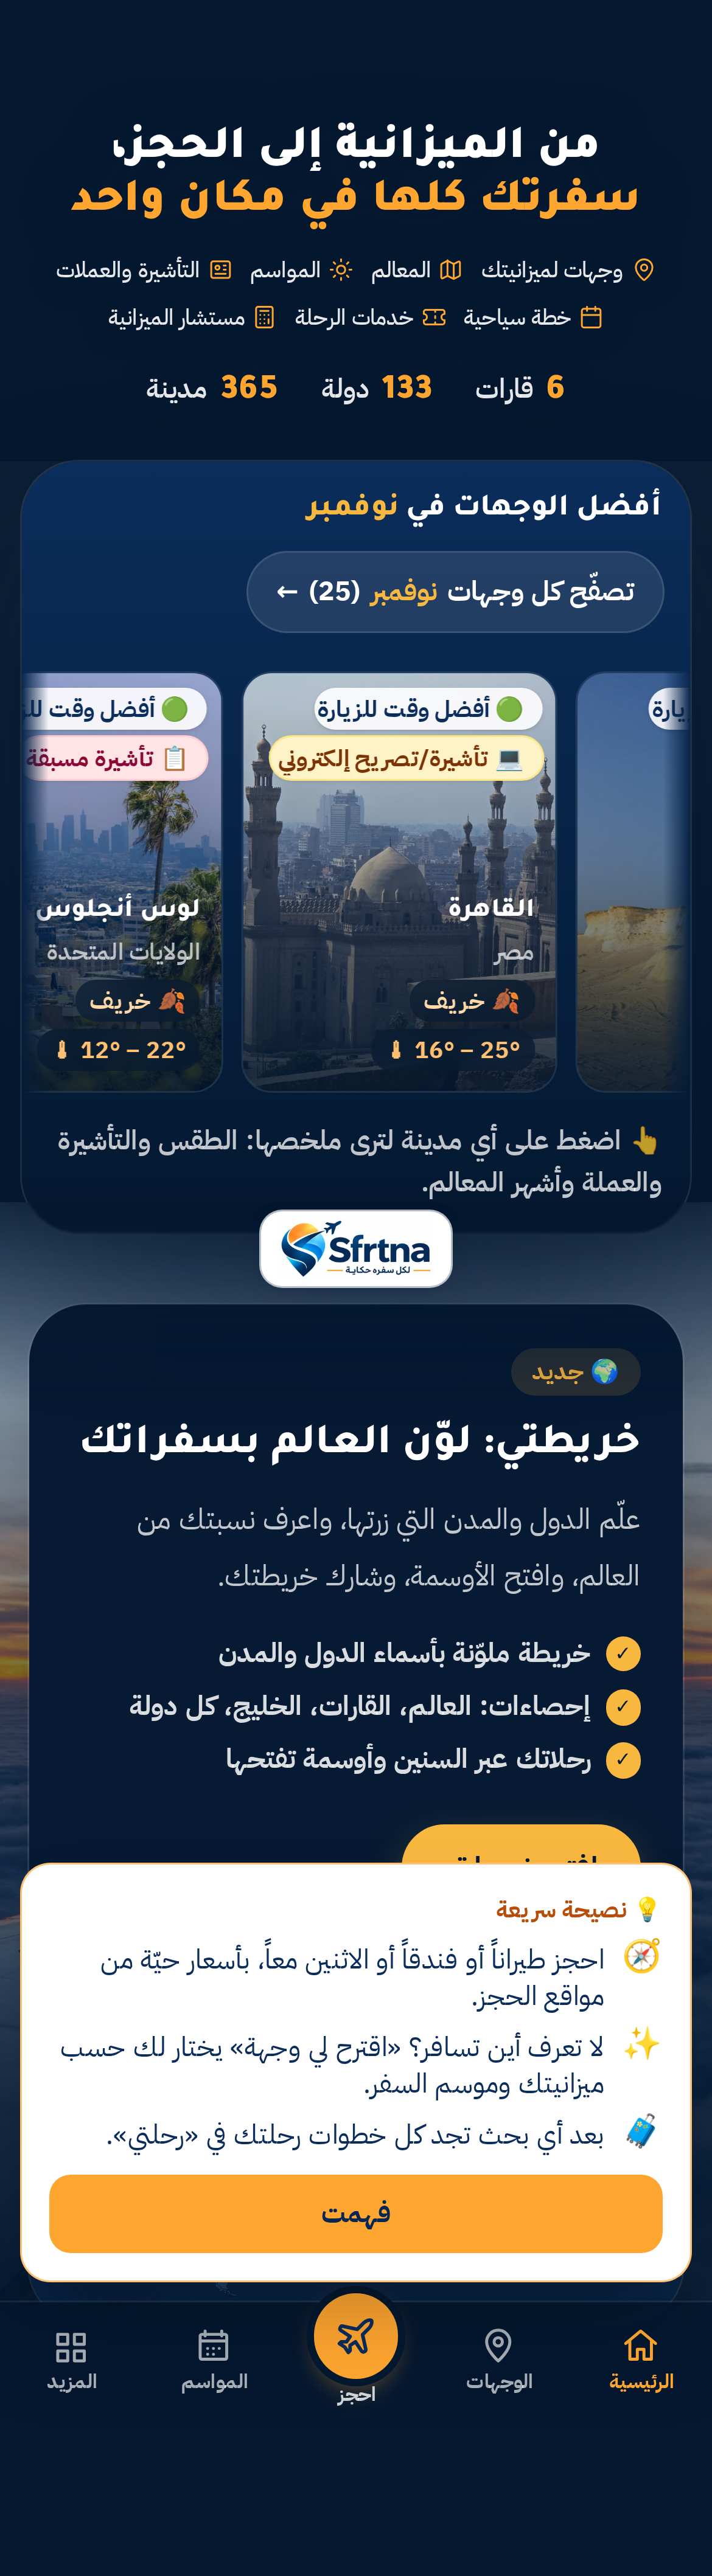 من الميزانية إلى الحجز،
سفرتك كلها في مكان واحد
وجهات لميزانيتك المعالم المواسم التأشيرة والعملات
خطة سياحية خدمات الرحلة مستشار الميزانية
6 قارات 133 دولة 365 مدينة
أفضل الوجهات في نوفمبر
تصفّح كل وجهات نوفمبر (25) ←
أفضل وقت للزيارة
تأشيرة/تصريح إلكتروني
القاهرة
مصر
خريف
16° – 25°
أفضل وقت
تأشيرة مسبقة
لوس أنجلوس
الولايات المتحدة
خريف
12° – 22°
اضغط على أي مدينة لترى ملخصها: الطقس والتأشيرة
والعملة وأشهر المعالم.
Sfrtna
لكل سفره حكاية
جديد
خريطتي: لوّن العالم بسفراتك
علّم الدول والمدن التي زرتها، واعرف نسبتك من
العالم، وافتح الأوسمة، وشارك خريطتك.
خريطة ملوّنة بأسماء الدول والمدن
إحصاءات: العالم، القارات، الخليج، كل دولة
رحلاتك عبر السنين وأوسمة تفتحها
نصيحة سريعة
احجز طيراناً أو فندقاً أو الاثنين معاً، بأسعار حيّة من
مواقع الحجز.
لا تعرف أين تسافر؟ «اقترح لي وجهة» يختار لك حسب
ميزانيتك وموسم السفر.
بعد أي بحث تجد كل خطوات رحلتك في «رحلتي».
فهمت
الرئيسية الوجهات احجز المواسم المزيد